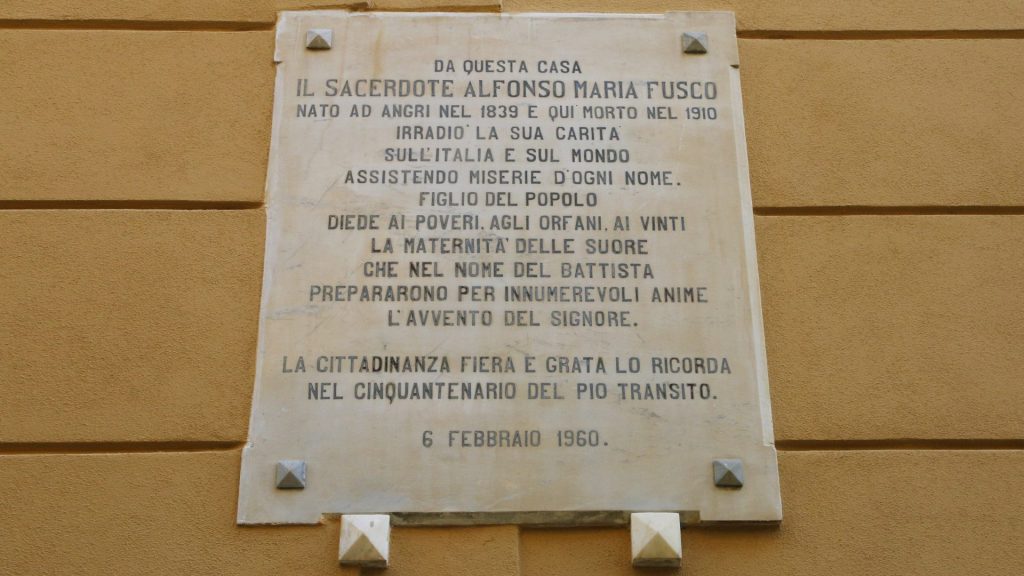 DA QUESTA CASA
IL SACERDOTE ALFONSO MARIA FUSCO
NATO AD ANGRI NEL 1839 E QUI MORTO NEL 1910
IRRADIO' LA SUA CARITA'
SULL'ITALIA E SUL MONDO
ASSISTENDO MISERIE D'OGNI NOME.
FIGLIO DEL POPOLO
DIEDE AI POVERI. AGLI ORFANI. AI VINTI
LA MATERNITA' DELLE SUORE
CHE NEL NOME DEL BATTISTA
PREPARARONO PER INNUMEREVOLI ANIME
L'AVVENTO DEL SIGNORE.
LA CITTADINANZA FIERA E GRATA LO RICORDA
NEL CINQUANTENARIO DEL PIO TRANSITO.
6 FEBBRAIO 1960.